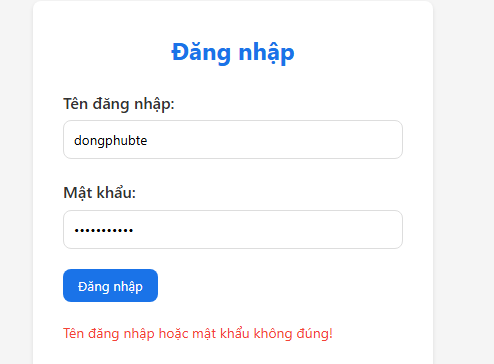 Đăng nhập
Tên đăng nhập:
dongphubte
Mật khẩu:
•••••••••••
Đăng nhập
Tên đăng nhập hoặc mật khẩu không đúng!